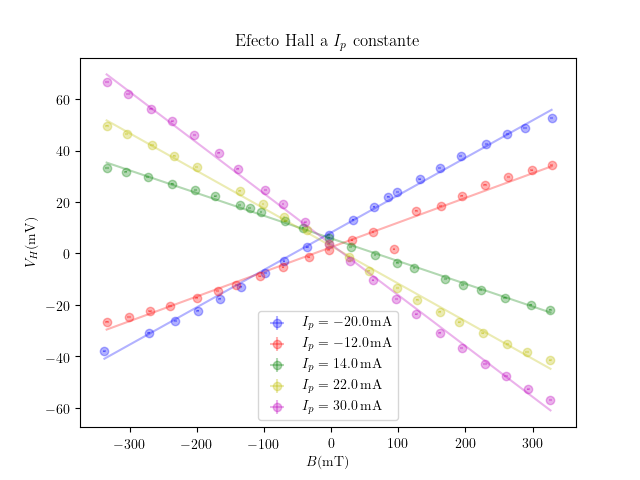 Efecto Hall a $I_p$ constante
$V_H$(mV)
60
40
20
0
−20
−40
−60
$I_p = -20.0\,$mA
$I_p = -12.0\,$mA
$I_p = 14.0\,$mA
$I_p = 22.0\,$mA
$I_p = 30.0\,$mA
−300 −200 −100 0 100 200 300
$B$(mT)